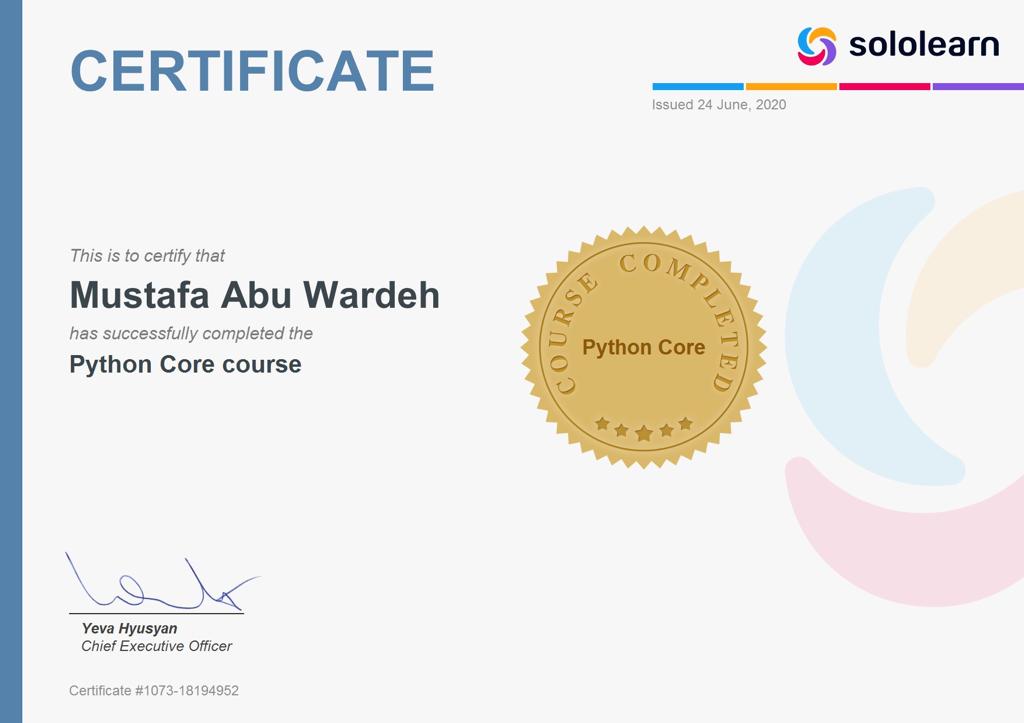 CERTIFICATE
sololearn
Issued 24 June, 2020
This is to certify that
Mustafa Abu Wardeh
has successfully completed the
Python Core course
COURSE COMPLETED
Python Core
Yeva Hyusyan
Chief Executive Officer
Certificate #1073-18194952